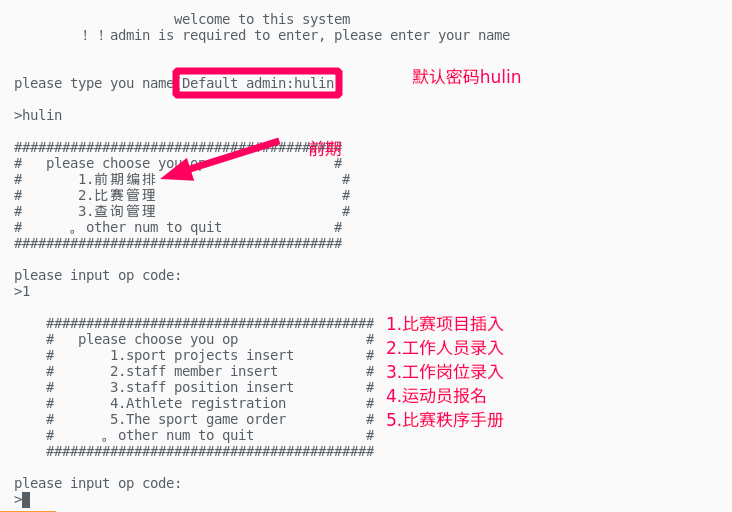 welcome to this system
！！admin is required to enter, please enter your name
please type you name Default admin:hulin
默认密码hulin
>hulin
#########################################
前期
# please choose you op #
# 1.前期编排 #
# 2.比赛管理 #
# 3.查询管理 #
# 。other num to quit #
#########################################
please input op code:
>1
#########################################
1.比赛项目插入
# please choose you op #
2.工作人员录入
# 1.sport projects insert #
# 2.staff member insert #
3.工作岗位录入
# 3.staff position insert #
4.运动员报名
# 4.Athlete registration #
# 5.The sport game order #
5.比赛秩序手册
# 。other num to quit #
#########################################
please input op code:
>